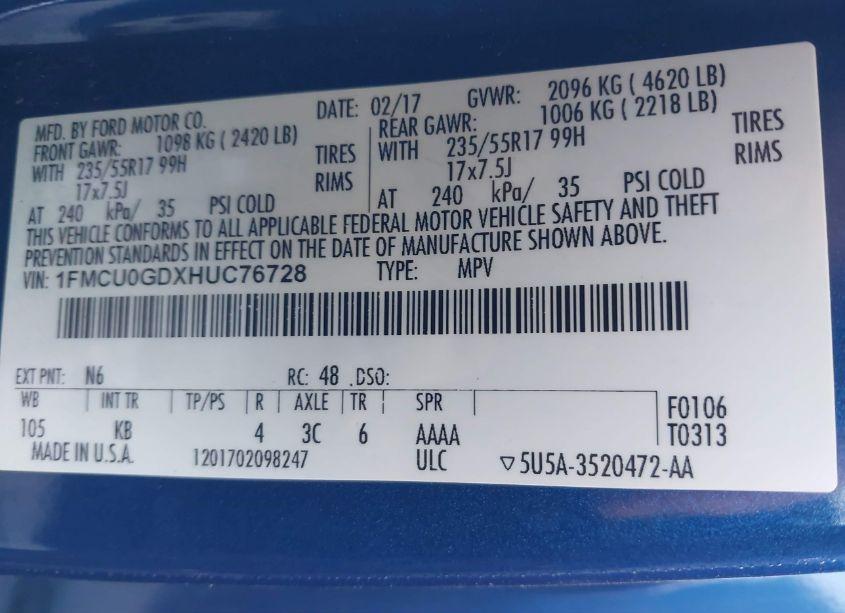 MFD. BY FORD MOTOR CO. DATE: 02/17 GVWR: 2096 KG ( 4620 LB)
FRONT GAWR: 1098 KG ( 2420 LB) REAR GAWR: 1006 KG ( 2218 LB)
WITH 235/55R17 99H TIRES WITH 235/55R17 99H TIRES
17x7.5J RIMS 17x7.5J RIMS
AT 240 kPa/ 35 PSI COLD AT 240 kPa/ 35 PSI COLD
THIS VEHICLE CONFORMS TO ALL APPLICABLE FEDERAL MOTOR VEHICLE SAFETY AND THEFT
PREVENTION STANDARDS IN EFFECT ON THE DATE OF MANUFACTURE SHOWN ABOVE.
VIN: 1FMCU0GDXHUC76728 TYPE: MPV
EXT PNT: N6 RC: 48 .DSO:
WB INT TR TP/PS R AXLE TR SPR F0106
105 KB 4 3C 6 AAAA T0313
MADE IN U.S.A. 1201702098247 ULC ▽5U5A-3520472-AA